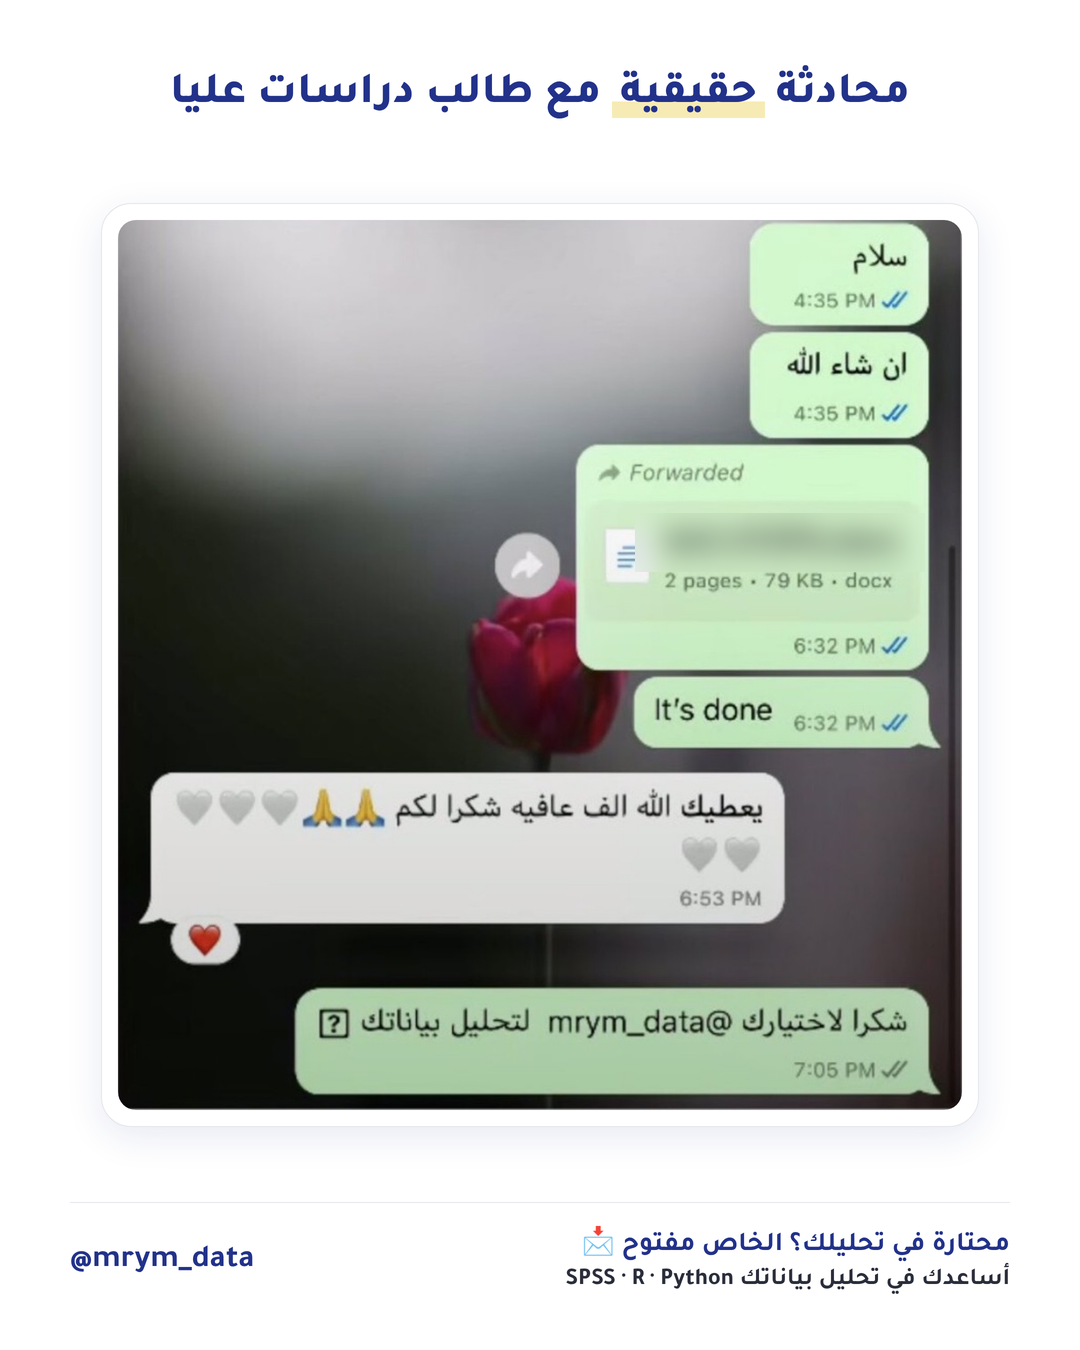 محادثة حقيقية مع طالب دراسات عليا
سلام
4:35 PM
ان شاء الله
4:35 PM
Forwarded
2 pages • 79 KB • docx
6:32 PM
It's done 6:32 PM
يعطيك الله الف عافيه شكرا لكم 🙏🙏🤍🤍🤍
🤍🤍
6:53 PM
❤️
شكرا لاختيارك @mrym_data لتحليل بياناتك ?
7:05 PM
محتارة في تحليلك؟ الخاص مفتوح 📩
أساعدك في تحليل بياناتك SPSS · R · Python
@mrym_data